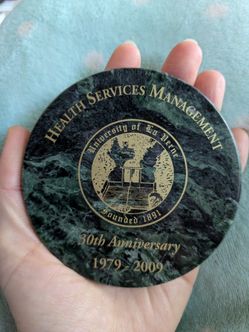 HEALTH SERVICES MANAGEMENT
University of La Verne
Founded 1891
30th Anniversary
1979 - 2009